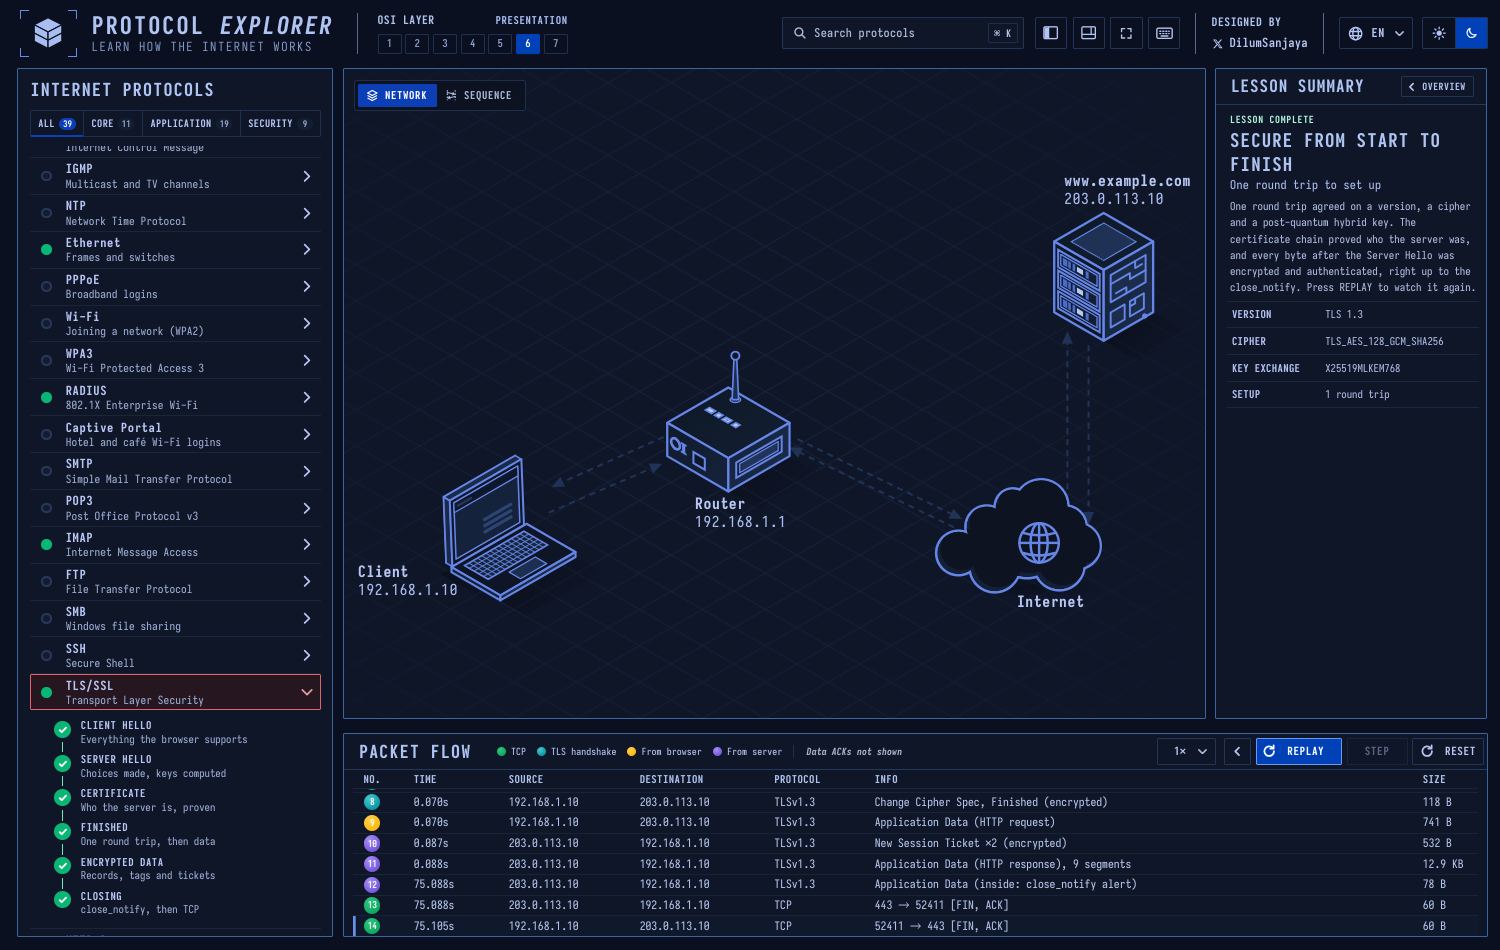 PROTOCOL EXPLORER
LEARN HOW THE INTERNET WORKS
OSI LAYER PRESENTATION
1 2 3 4 5 6 7
Search protocols ⌘ K
DESIGNED BY
DilumSanjaya
EN
INTERNET PROTOCOLS
ALL 39 CORE 11 APPLICATION 19 SECURITY 9
Internet Control Message
IGMP
Multicast and TV channels
NTP
Network Time Protocol
Ethernet
Frames and switches
PPPoE
Broadband logins
Wi-Fi
Joining a network (WPA2)
WPA3
Wi-Fi Protected Access 3
RADIUS
802.1X Enterprise Wi-Fi
Captive Portal
Hotel and café Wi-Fi logins
SMTP
Simple Mail Transfer Protocol
POP3
Post Office Protocol v3
IMAP
Internet Message Access
FTP
File Transfer Protocol
SMB
Windows file sharing
SSH
Secure Shell
TLS/SSL
Transport Layer Security
CLIENT HELLO
Everything the browser supports
SERVER HELLO
Choices made, keys computed
CERTIFICATE
Who the server is, proven
FINISHED
One round trip, then data
ENCRYPTED DATA
Records, tags and tickets
CLOSING
close_notify, then TCP
NETWORK SEQUENCE
www.example.com
203.0.113.10
Router
192.168.1.1
Client
192.168.1.10
Internet
LESSON SUMMARY OVERVIEW
LESSON COMPLETE
SECURE FROM START TO
FINISH
One round trip to set up
One round trip agreed on a version, a cipher
and a post-quantum hybrid key. The
certificate chain proved who the server was,
and every byte after the Server Hello was
encrypted and authenticated, right up to the
close_notify. Press REPLAY to watch it again.
VERSION TLS 1.3
CIPHER TLS_AES_128_GCM_SHA256
KEY EXCHANGE X25519MLKEM768
SETUP 1 round trip
PACKET FLOW TCP TLS handshake From browser From server Data ACKs not shown 1× REPLAY STEP RESET
NO. TIME SOURCE DESTINATION PROTOCOL INFO SIZE
8 0.070s 192.168.1.10 203.0.113.10 TLSv1.3 Change Cipher Spec, Finished (encrypted) 118 B
9 0.070s 192.168.1.10 203.0.113.10 TLSv1.3 Application Data (HTTP request) 741 B
10 0.087s 203.0.113.10 192.168.1.10 TLSv1.3 New Session Ticket ×2 (encrypted) 532 B
11 0.088s 203.0.113.10 192.168.1.10 TLSv1.3 Application Data (HTTP response), 9 segments 12.9 KB
12 75.088s 203.0.113.10 192.168.1.10 TLSv1.3 Application Data (inside: close_notify alert) 78 B
13 75.088s 203.0.113.10 192.168.1.10 TCP 443 → 52411 [FIN, ACK] 60 B
14 75.105s 192.168.1.10 203.0.113.10 TCP 52411 → 443 [FIN, ACK] 60 B